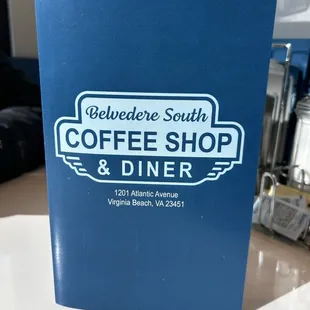 Belvedere South
COFFEE SHOP
& DINER
1201 Atlantic Avenue
Virginia Beach, VA 23451